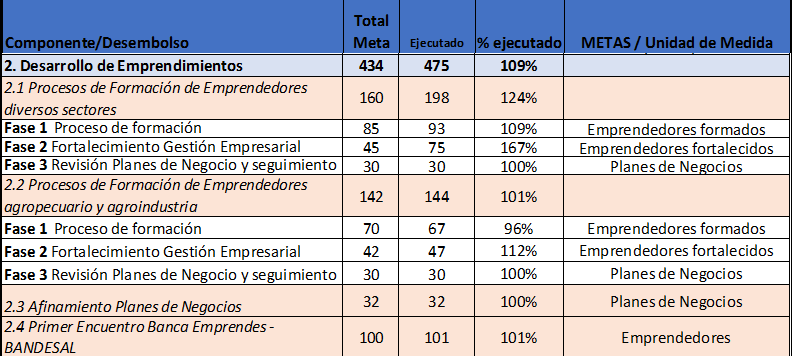 Componente/Desembolso Total Meta Ejecutado % ejecutado METAS / Unidad de Medida
2. Desarrollo de Emprendimientos 434 475 109%
2.1 Procesos de Formación de Emprendedores
diversos sectores 160 198 124%
Fase 1 Proceso de formación 85 93 109% Emprendedores formados
Fase 2 Fortalecimiento Gestión Empresarial 45 75 167% Emprendedores fortalecidos
Fase 3 Revisión Planes de Negocio y seguimiento 30 30 100% Planes de Negocios
2.2 Procesos de Formación de Emprendedores
agropecuario y agroindustria 142 144 101%
Fase 1 Proceso de formación 70 67 96% Emprendedores formados
Fase 2 Fortalecimiento Gestión Empresarial 42 47 112% Emprendedores fortalecidos
Fase 3 Revisión Planes de Negocio y seguimiento 30 30 100% Planes de Negocios
2.3 Afinamiento Planes de Negocios 32 32 100% Planes de Negocios
2.4 Primer Encuentro Banca Emprendes -
BANDESAL 100 101 101% Emprendedores